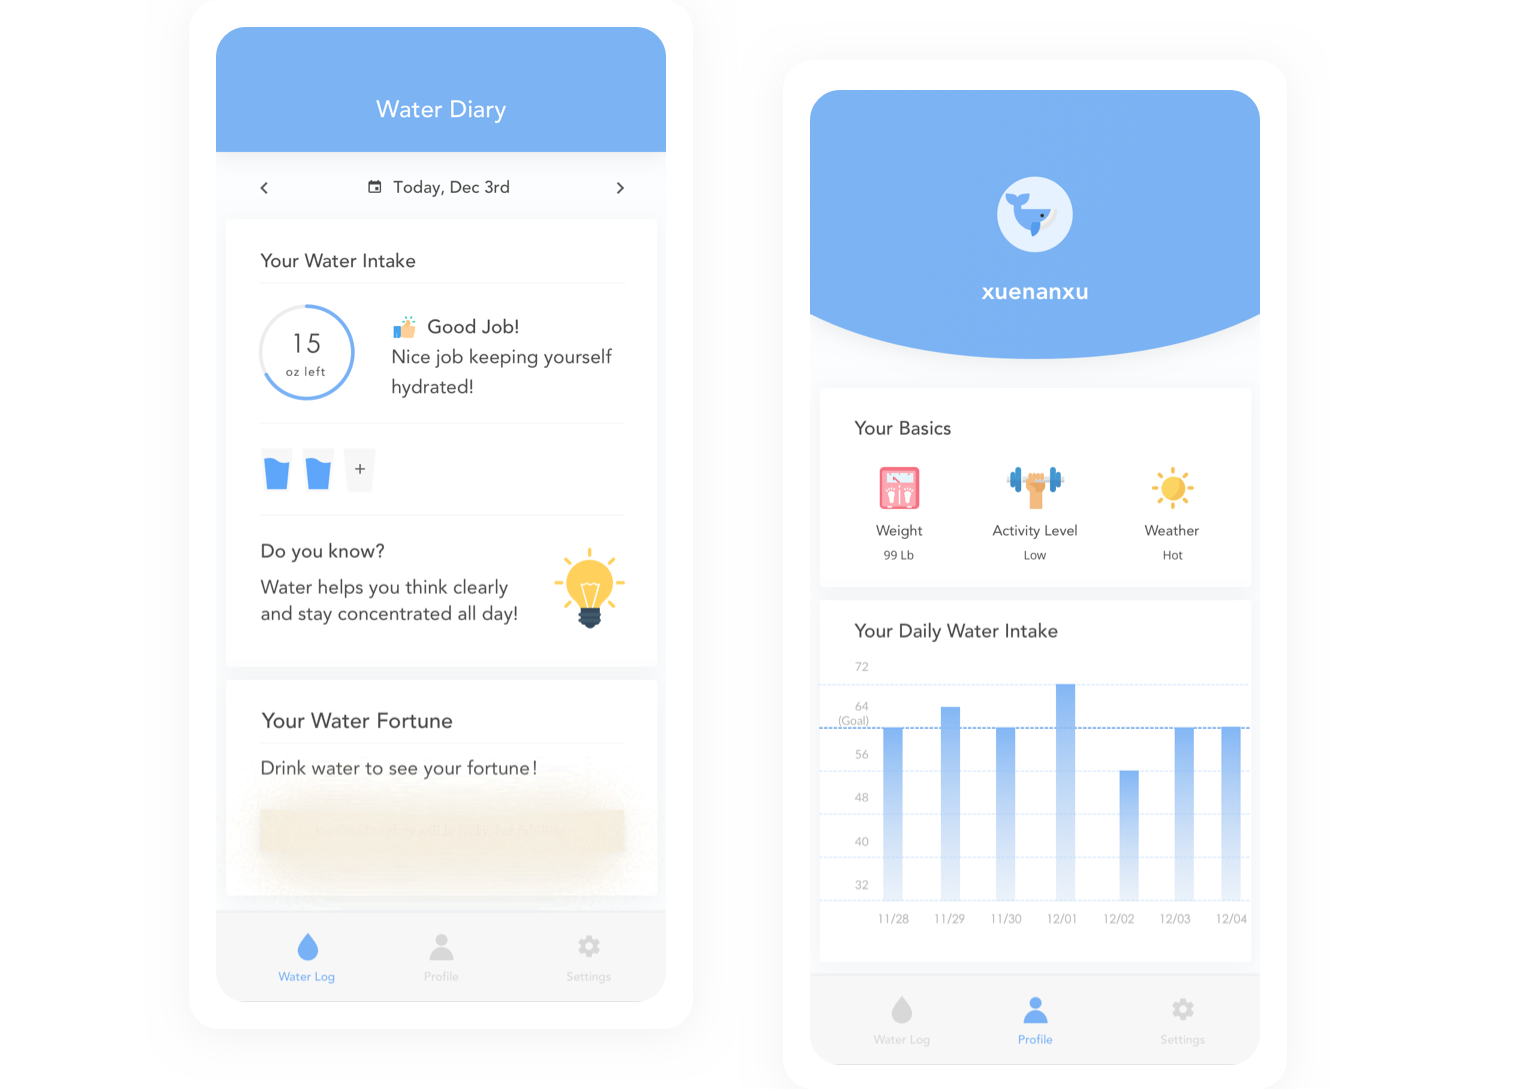 Water Diary
Today, Dec 3rd
Your Water Intake
15
oz left
Good Job!
Nice job keeping yourself
hydrated!
+
Do you know?
Water helps you think clearly
and stay concentrated all day!
Your Water Fortune
Drink water to see your fortune!
Water Log
Profile
Settings
xuenanxu
Your Basics
Weight
Activity Level
Weather
99 Lb
Low
Hot
Your Daily Water Intake
72
64
(Goal)
56
48
40
32
11/28
11/29
11/30
12/01
12/02
12/03
12/04
Water Log
Profile
Settings